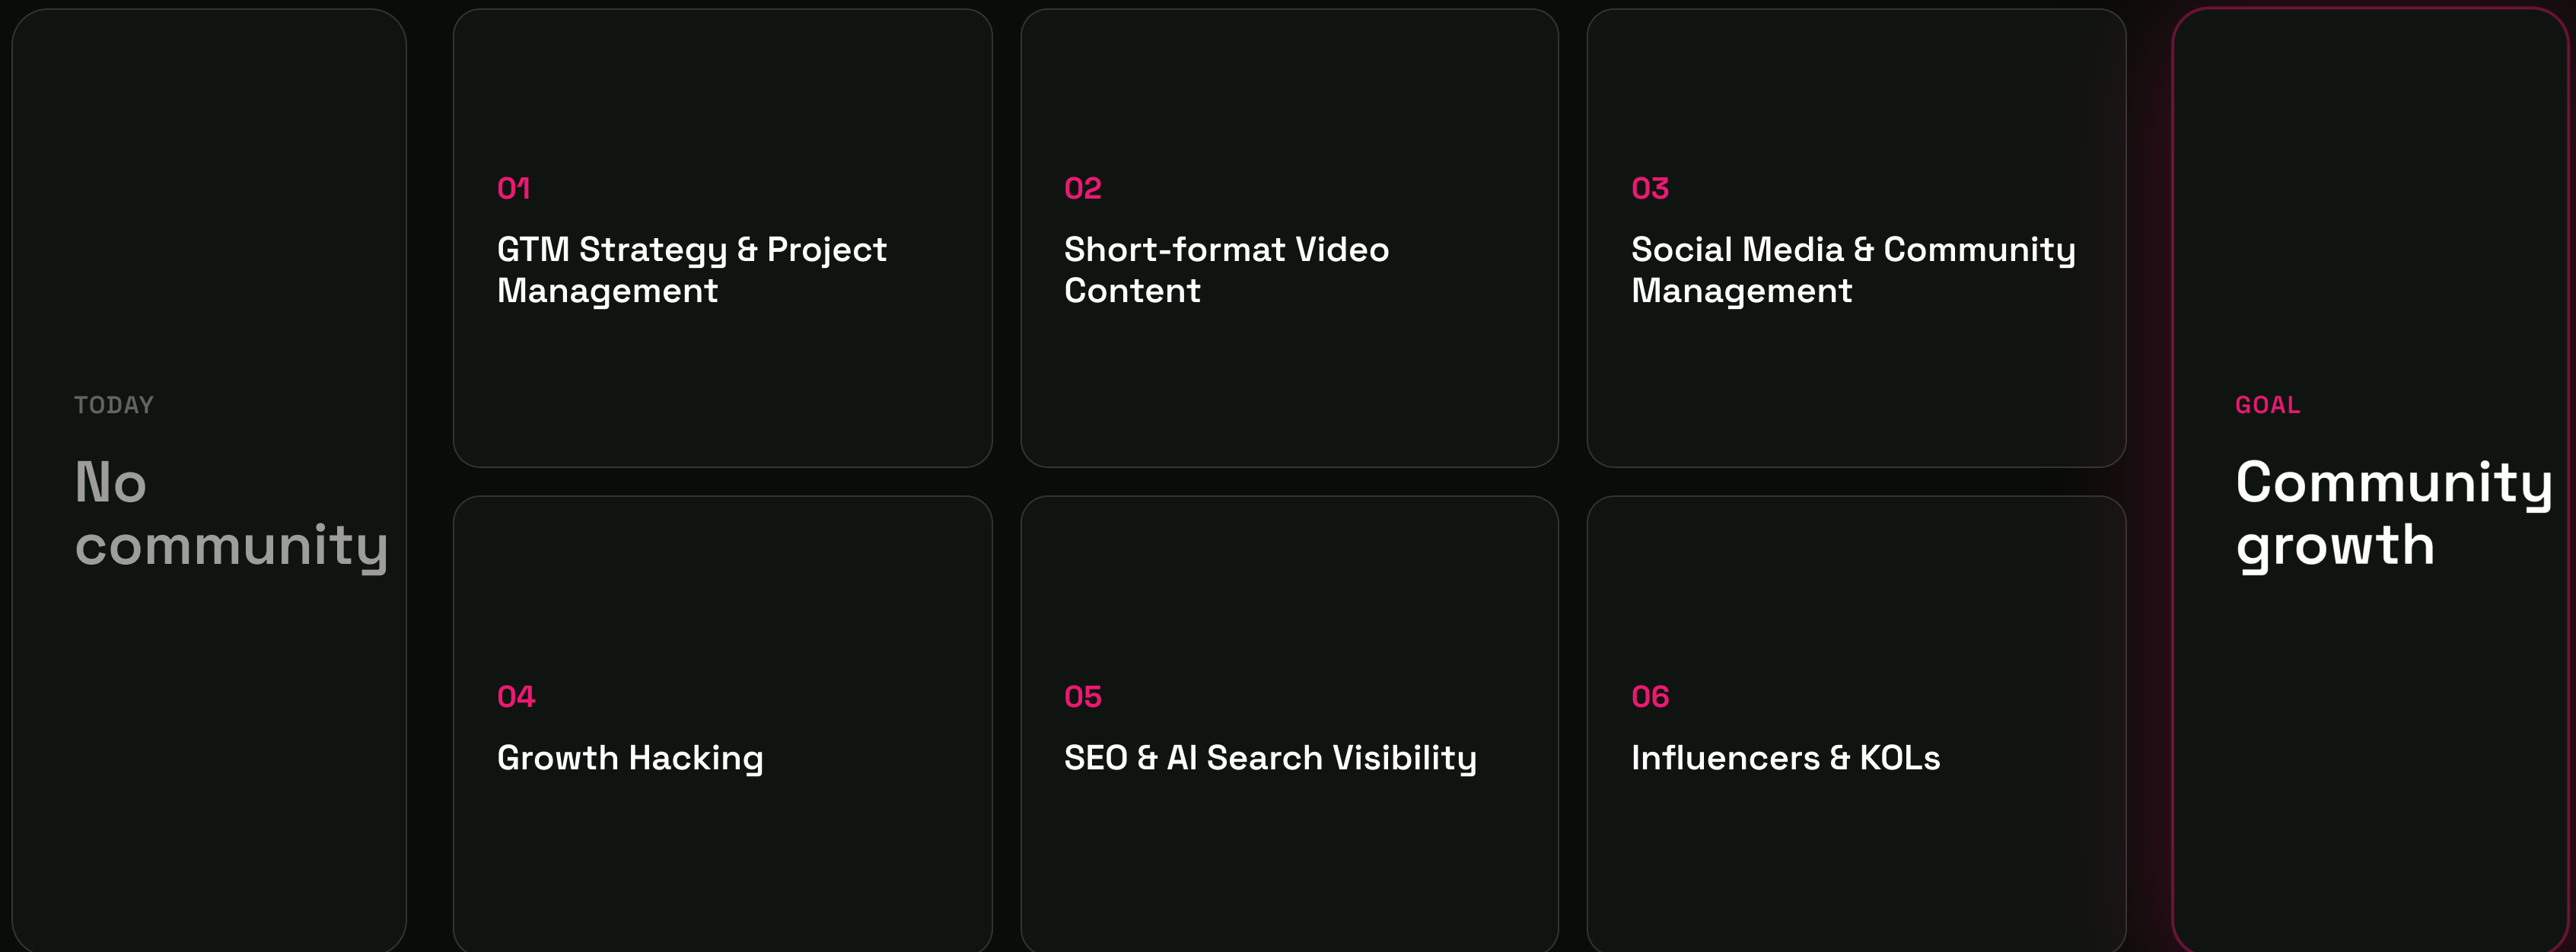 TODAY
No
community
01
GTM Strategy & Project
Management
02
Short-format Video
Content
03
Social Media & Community
Management
04
Growth Hacking
05
SEO & AI Search Visibility
06
Influencers & KOLs
GOAL
Community
growth